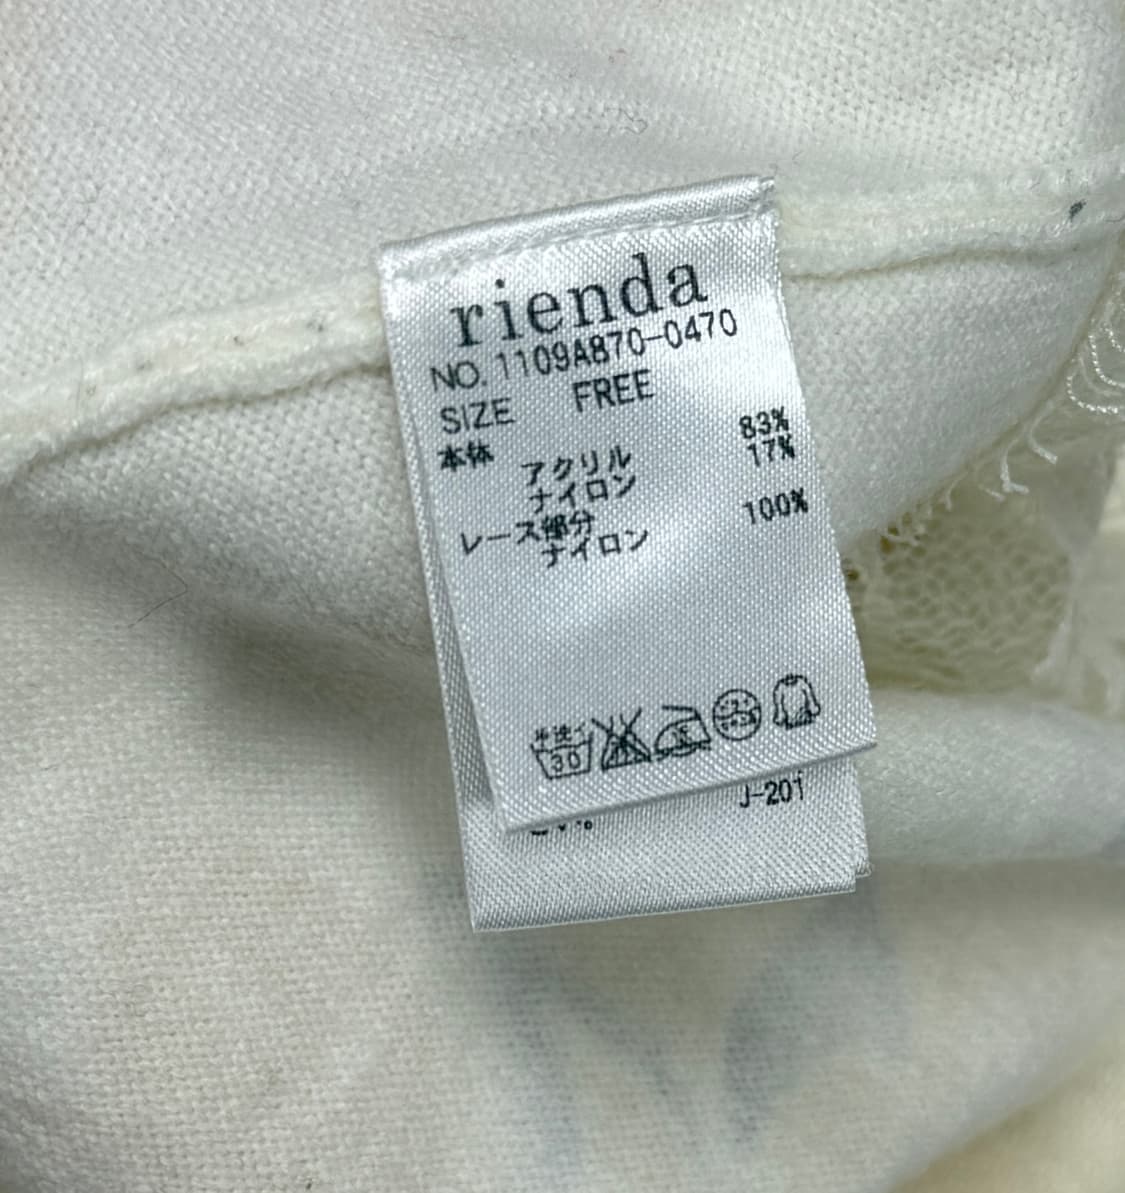 rienda
NO. 1109A870-0470
SIZE FREE
本体
アクリル 83%
ナイロン 17%
レース部分
ナイロン 100%
手洗イ
30
J-201